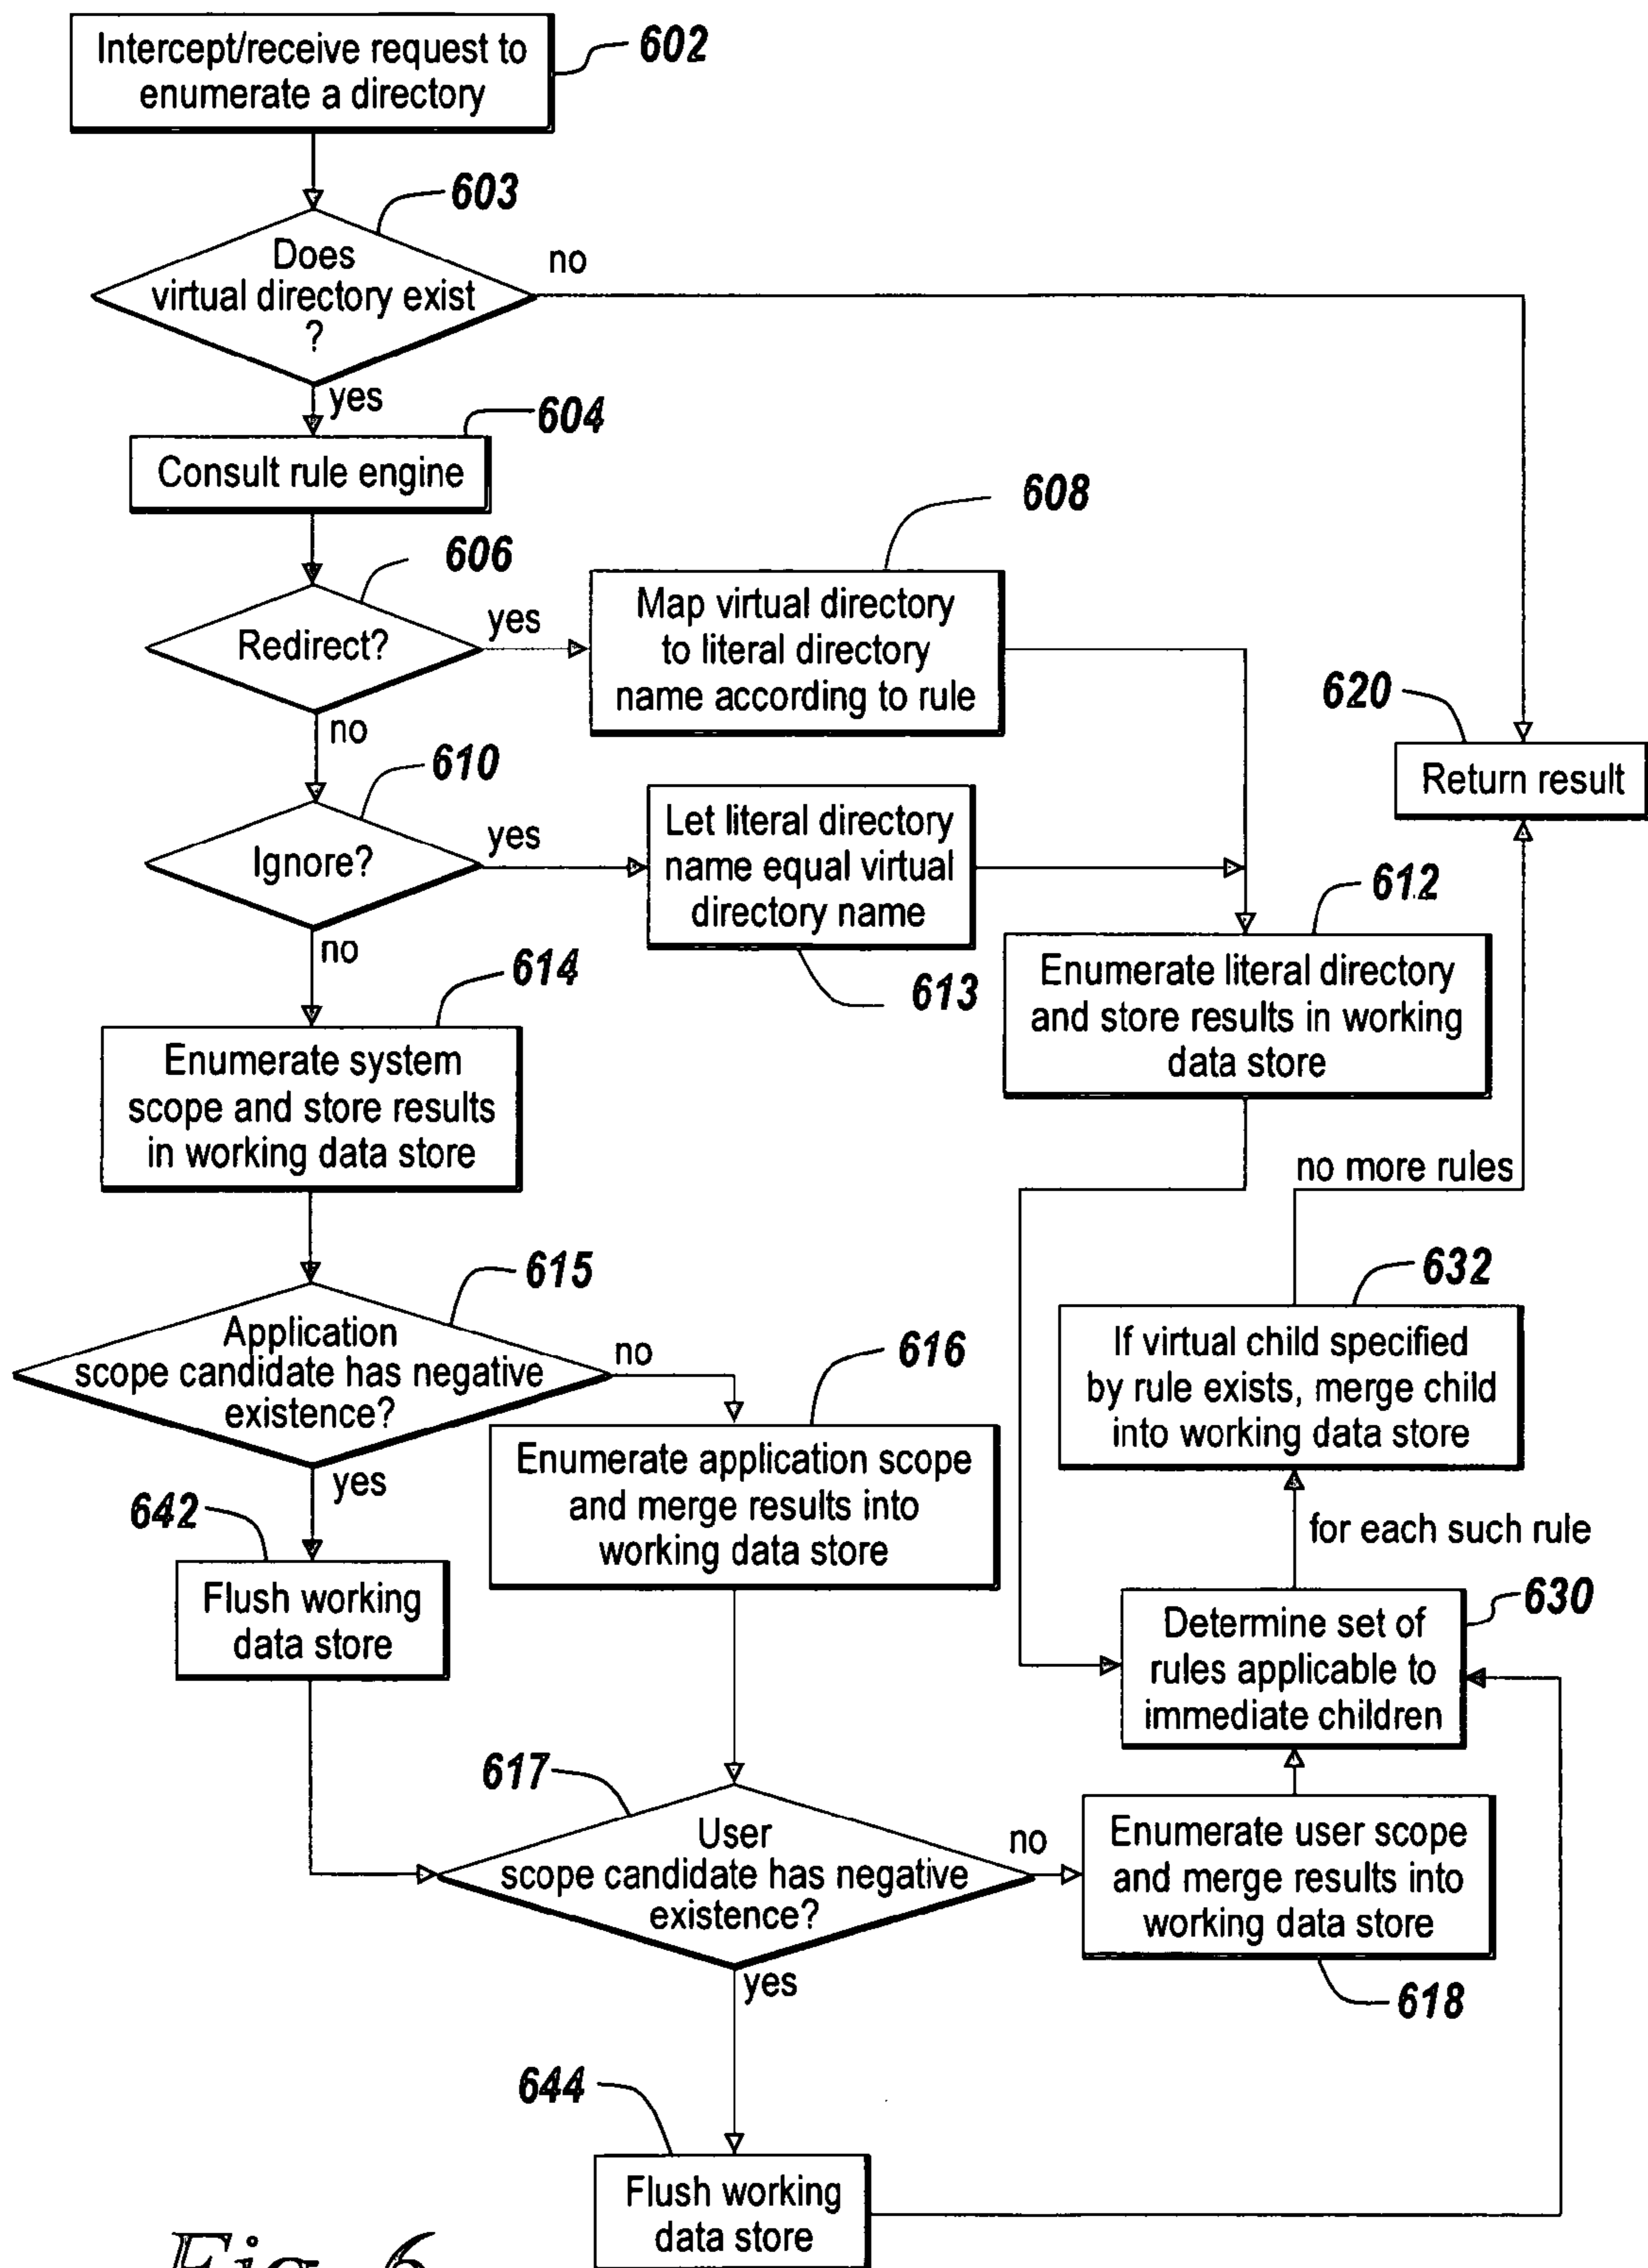 Intercept/receive request to
enumerate a directory
602
603
Does
virtual directory exist
?
no
yes
604
Consult rule engine
606
608
Redirect?
yes
Map virtual directory
to literal directory
name according to rule
no
620
Return result
610
Ignore?
yes
Let literal directory
name equal virtual
directory name
613
612
Enumerate literal directory
and store results in working
data store
no
614
Enumerate system
scope and store results
in working data store
no more rules
615
Application
scope candidate has negative
existence?
no
616
Enumerate application scope
and merge results into
working data store
632
If virtual child specified
by rule exists, merge child
into working data store
yes
642
Flush working
data store
for each such rule
630
Determine set of
rules applicable to
immediate children
617
User
scope candidate has negative
existence?
no
Enumerate user scope
and merge results into
working data store
618
yes
644
Flush working
data store
Fig. 6